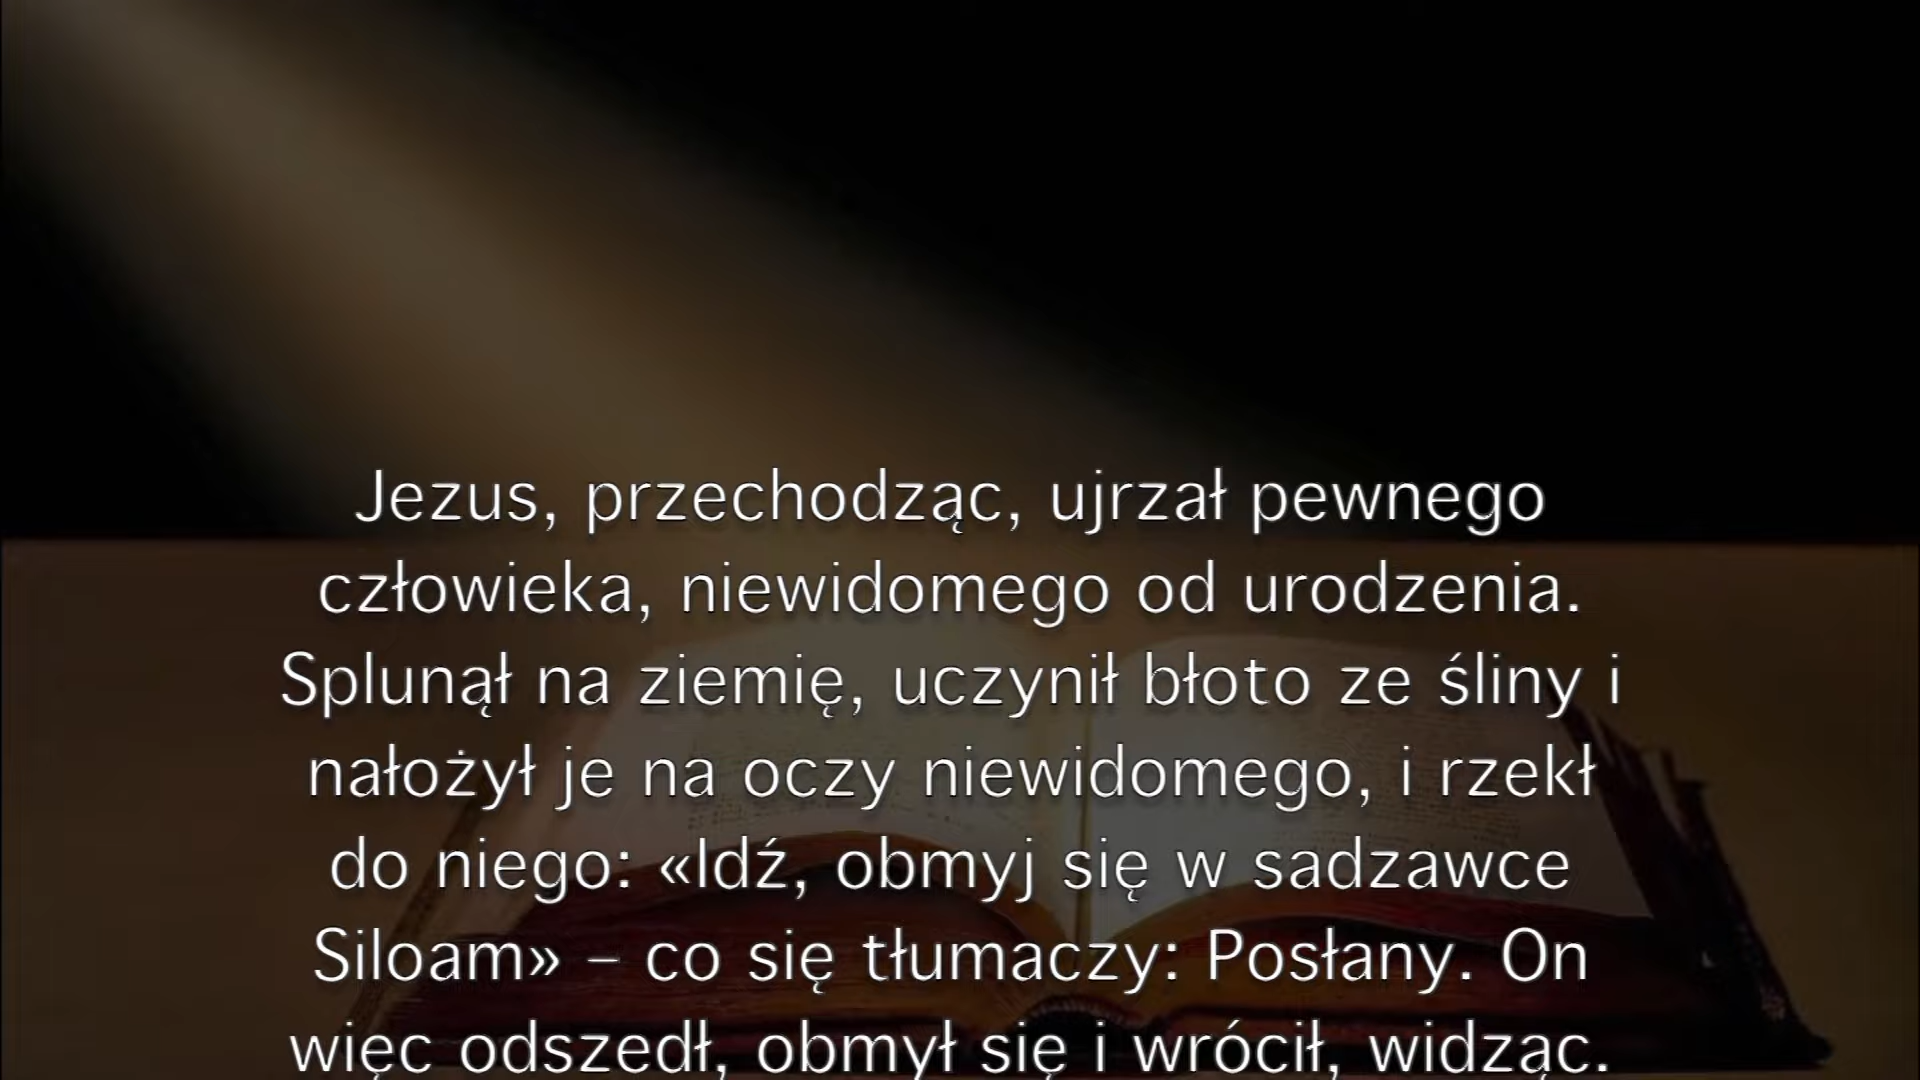 Jezus, przechodząc, ujrzał pewnego
człowieka, niewidomego od urodzenia.
Splunął na ziemię, uczynił błoto ze śliny i
nałożył je na oczy niewidomego, i rzekł
do niego: «Idź, obmyj się w sadzawce
Siloam» – co się tłumaczy: Posłany. On
więc odszedł, obmył się i wrócił, widząc.